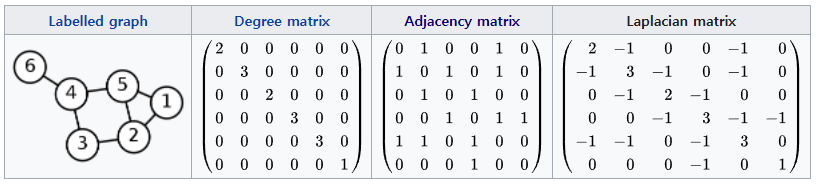 Labelled graph Degree matrix Adjacency matrix Laplacian matrix
6
4
5
1
3
2
2 0 0 0 0 0
0 3 0 0 0 0
0 0 2 0 0 0
0 0 0 3 0 0
0 0 0 0 3 0
0 0 0 0 0 1
0 1 0 0 1 0
1 0 1 0 1 0
0 1 0 1 0 0
0 0 1 0 1 1
1 1 0 1 0 0
0 0 0 1 0 0
2 −1 0 0 −1 0
−1 3 −1 0 −1 0
0 −1 2 −1 0 0
0 0 −1 3 −1 −1
−1 −1 0 −1 3 0
0 0 0 −1 0 1